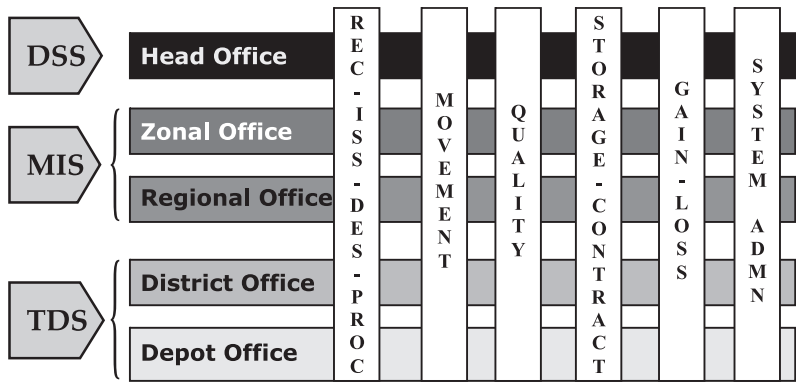 DSS
Head Office
MIS
Zonal Office
Regional Office
TDS
District Office
Depot Office
REC-ISS-DES-PROC
MOVEMENT
QUALITY
STORAGE-CONTRACT
GAIN-LOSS
SYSTEM ADMN